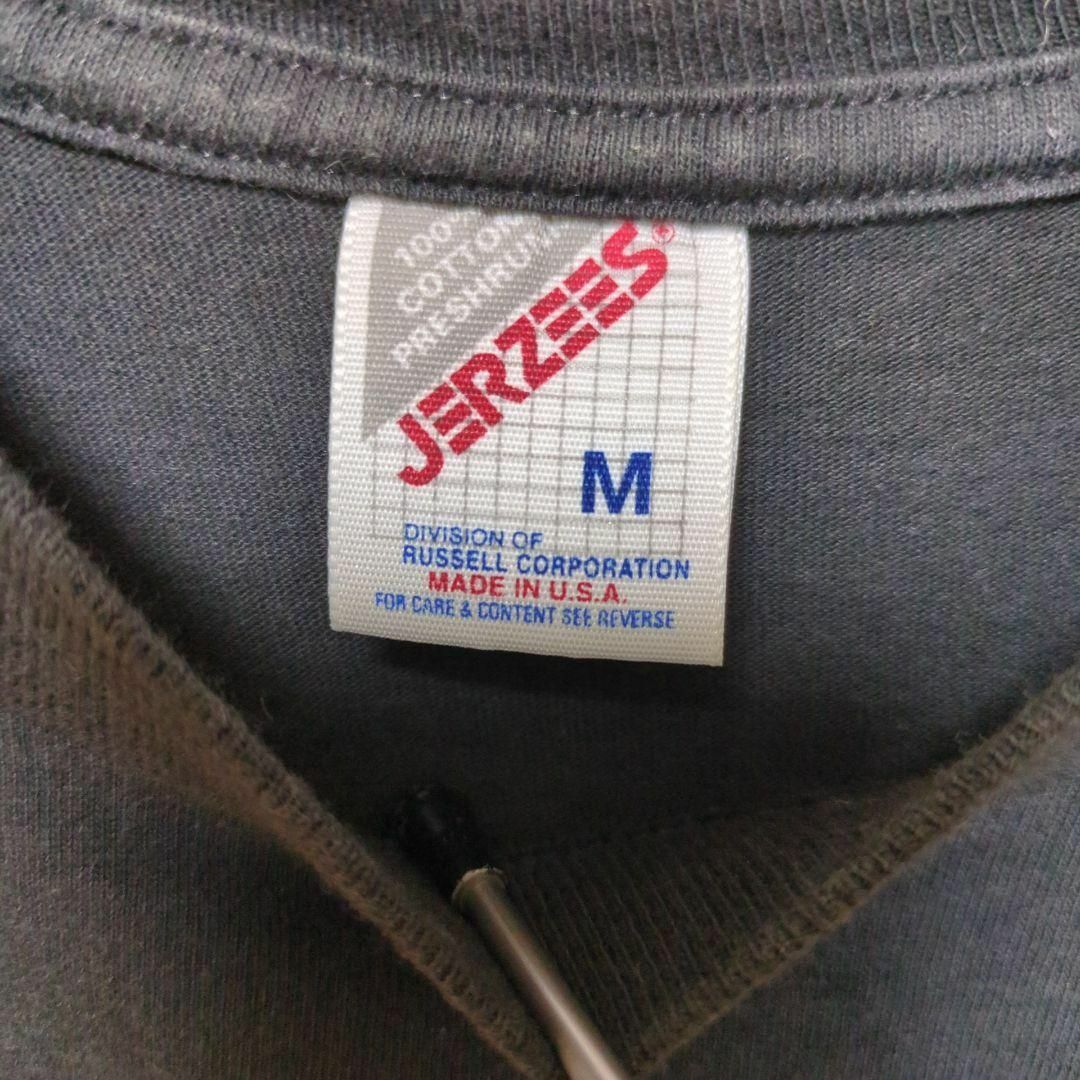 100%
COTTON
PRESHRUNK
JERZEES®
M
DIVISION OF
RUSSELL CORPORATION
MADE IN U.S.A.
FOR CARE & CONTENT SEE REVERSE